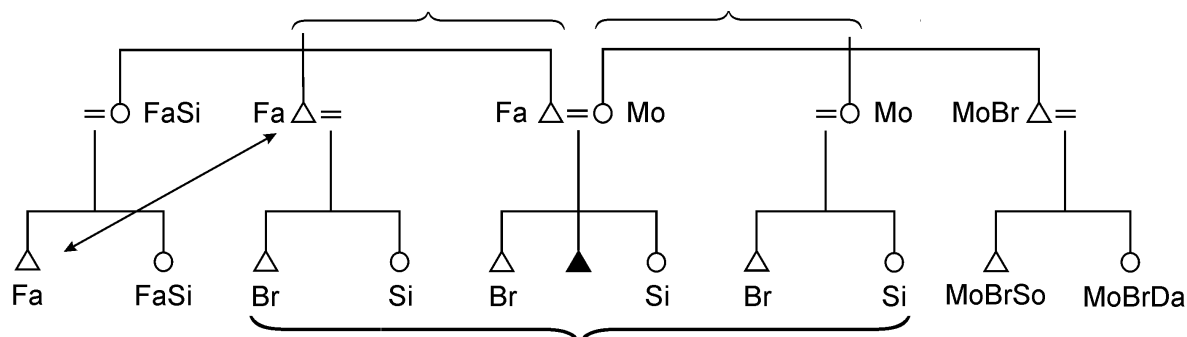 FaSi Fa Fa Mo Mo MoBr
Fa FaSi Br Si Br Si Br Si MoBrSo MoBrDa